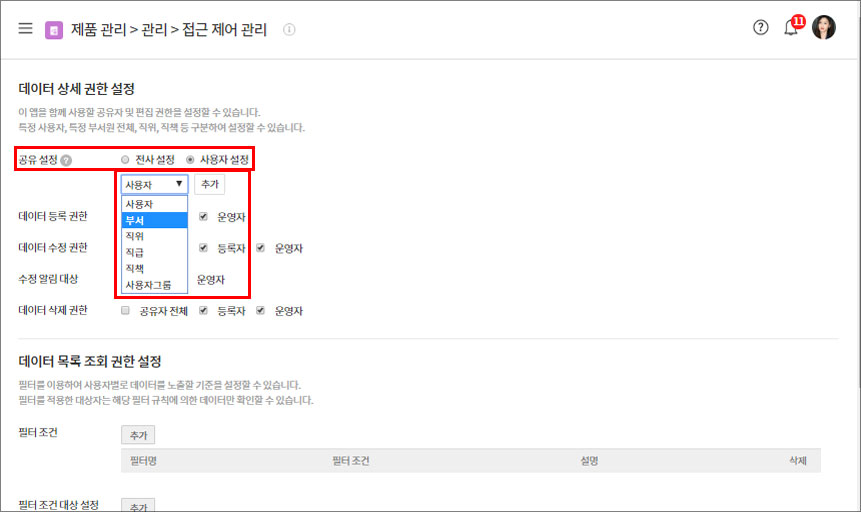 제품 관리 > 관리 > 접근 제어 관리
11
데이터 상세 권한 설정
이 앱을 함께 사용할 공유자 및 편집 권한을 설정할 수 있습니다.
특정 사용자, 특정 부서원 전체, 직위, 직책 등 구분하여 설정할 수 있습니다.
공유 설정 ? 전사 설정 사용자 설정
사용자 ▼ 추가
사용자
부서
직위
직급
직책
사용자그룹
데이터 등록 권한 운영자
데이터 수정 권한 등록자 운영자
수정 알림 대상 운영자
데이터 삭제 권한 공유자 전체 등록자 운영자
데이터 목록 조회 권한 설정
필터를 이용하여 사용자별로 데이터를 노출할 기준을 설정할 수 있습니다.
필터를 적용한 대상자는 해당 필터 규칙에 의한 데이터만 확인할 수 있습니다.
필터 조건 추가
필터명 필터 조건 설명 삭제
필터 조건 대상 설정 추가